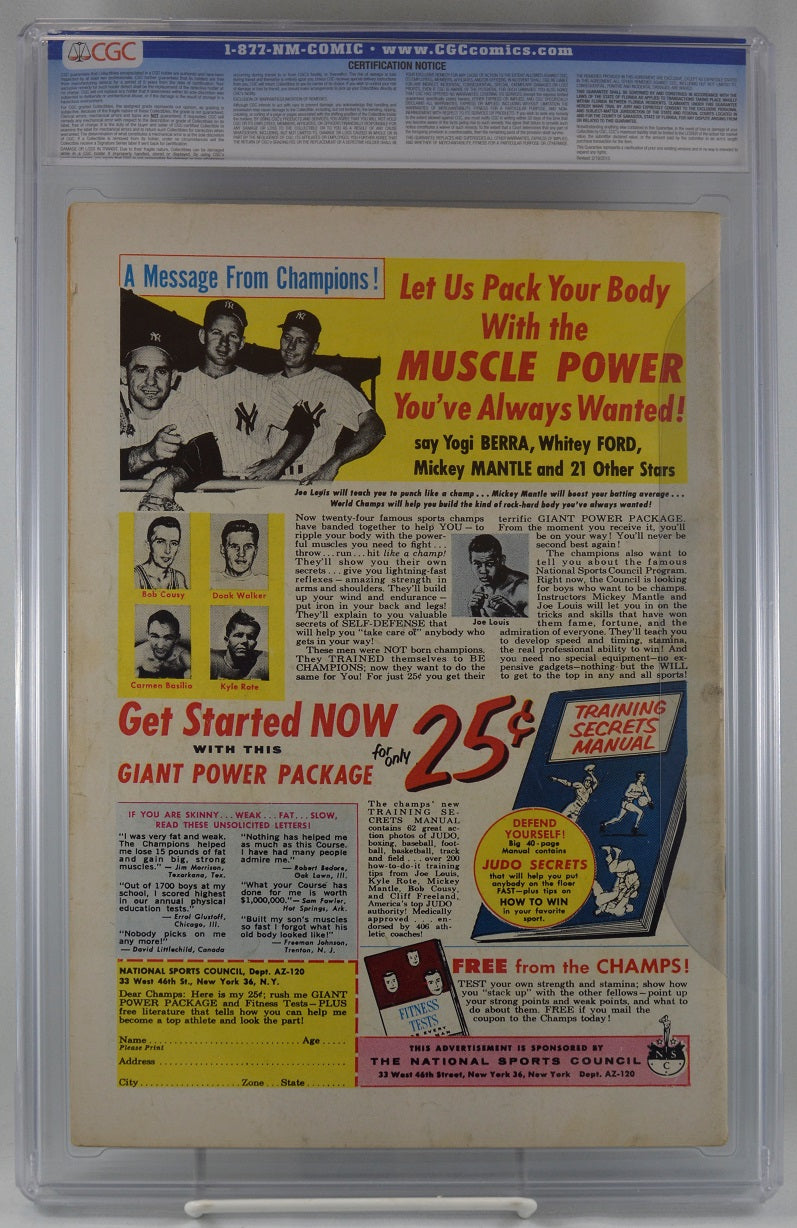 CGC
1-877-NM-COMIC • www.CGCcomics.com
CERTIFICATION NOTICE
A Message From Champions!
Let Us Pack Your Body
With the
MUSCLE POWER
You've Always Wanted!
say Yogi BERRA, Whitey FORD,
Mickey MANTLE and 21 Other Stars
Joe Louis will teach you to punch like a champ . . . Mickey Mantle will boost your batting average . . .
World Champs will help you build the kind of rock-hard body you've always wanted!
Bob Cousy
Doak Walker
Carmen Basilio
Kyle Rote
Now twenty-four famous sports champs
have banded together to help YOU – to
ripple your body with the power-
ful muscles you need to fight . . .
throw . . . run . . . hit like a champ!
They'll show you their own
secrets . . . give you lightning-fast
reflexes – amazing strength in
arms and shoulders. They'll build
up your wind and endurance –
put iron in your back and legs!
They'll explain to you valuable
secrets of SELF-DEFENSE that
will help you "take care of" anybody who
gets in your way!
These men were NOT born champions.
They TRAINED themselves to BE
CHAMPIONS; now they want to do the
same for You! For just 25¢ you get their
terrific GIANT POWER PACKAGE.
From the moment you receive it, you'll
be on your way! You'll never be
second best again!
The champions also want to
tell you about the famous
National Sports Council Program.
Right now, the Council is looking
for boys who want to be champs.
Instructors Mickey Mantle and
Joe Louis will let you in on the
tricks and skills that have won
them fame, fortune, and the
admiration of everyone. They'll teach you
to develop speed and timing, stamina,
the real professional ability to win! And
you need no special equipment–no ex-
pensive gadgets–nothing but the WILL
to get to the top in any and all sports!
Joe Louis
Get Started NOW
WITH THIS
GIANT POWER PACKAGE
for only
25¢
TRAINING
SECRETS
MANUAL
DEFEND
YOURSELF!
Big 40-page
Manual contains
JUDO SECRETS
that will help you put
anybody on the floor
FAST–plus tips on
HOW TO WIN
in your favorite
sport.
IF YOU ARE SKINNY . . . WEAK . . . FAT . . . SLOW,
READ THESE UNSOLICITED LETTERS!
"I was very fat and weak.
The Champions helped
me lose 15 pounds of fat
and gain big, strong
muscles." – Jim Morrison,
Texarkana, Tex.
"Out of 1700 boys at my
school, I scored highest
in our annual physical
education tests."
– Errol Glustoff,
Chicago, Ill.
"Nobody picks on me
any more!"
– David Littlechild, Canada
"Nothing has helped me
as much as this Course.
I have had many people
admire me."
– Robert Bedore,
Oak Lawn, Ill.
"What your Course has
done for me is worth
$1,000,000." – Sam Fowler,
Hot Springs, Ark.
"Built my son's muscles
so fast I forgot what his
old body looked like!"
– Freeman Johnson,
Trenton, N. J.
The champs' new
TRAINING SE-
CRETS MANUAL
contains 62 great ac-
tion photos of JUDO,
boxing, baseball, foot-
ball, basketball, track
and field . . . over 200
how-to-do-it training
tips from Joe Louis,
Kyle Rote, Mickey
Mantle, Bob Cousy,
and Cliff Freeland,
America's top JUDO
authority! Medically
approved . . . en-
dorsed by 406 ath-
letic coaches!
NATIONAL SPORTS COUNCIL, Dept. AZ-120
33 West 46th St., New York 36, N.Y.
Dear Champs: Here is my 25¢; rush me GIANT
POWER PACKAGE and Fitness Tests – PLUS
free literature that tells how you can help me
become a top athlete and look the part!
Name . . . . . Age . . . .
Please Print
Address . . . . .
City . . . . . Zone . . . State . . . . .
FITNESS
TESTS
FREE from the CHAMPS!
TEST your own strength and stamina; show how
you "stack up" with the other fellows – point up
your strong points and weak points, and what to
do about them. FREE if you mail the
coupon to the Champs today!
THIS ADVERTISEMENT IS SPONSORED BY
THE NATIONAL SPORTS COUNCIL
33 West 46th Street, New York 36, New York Dept. AZ-120
N S C